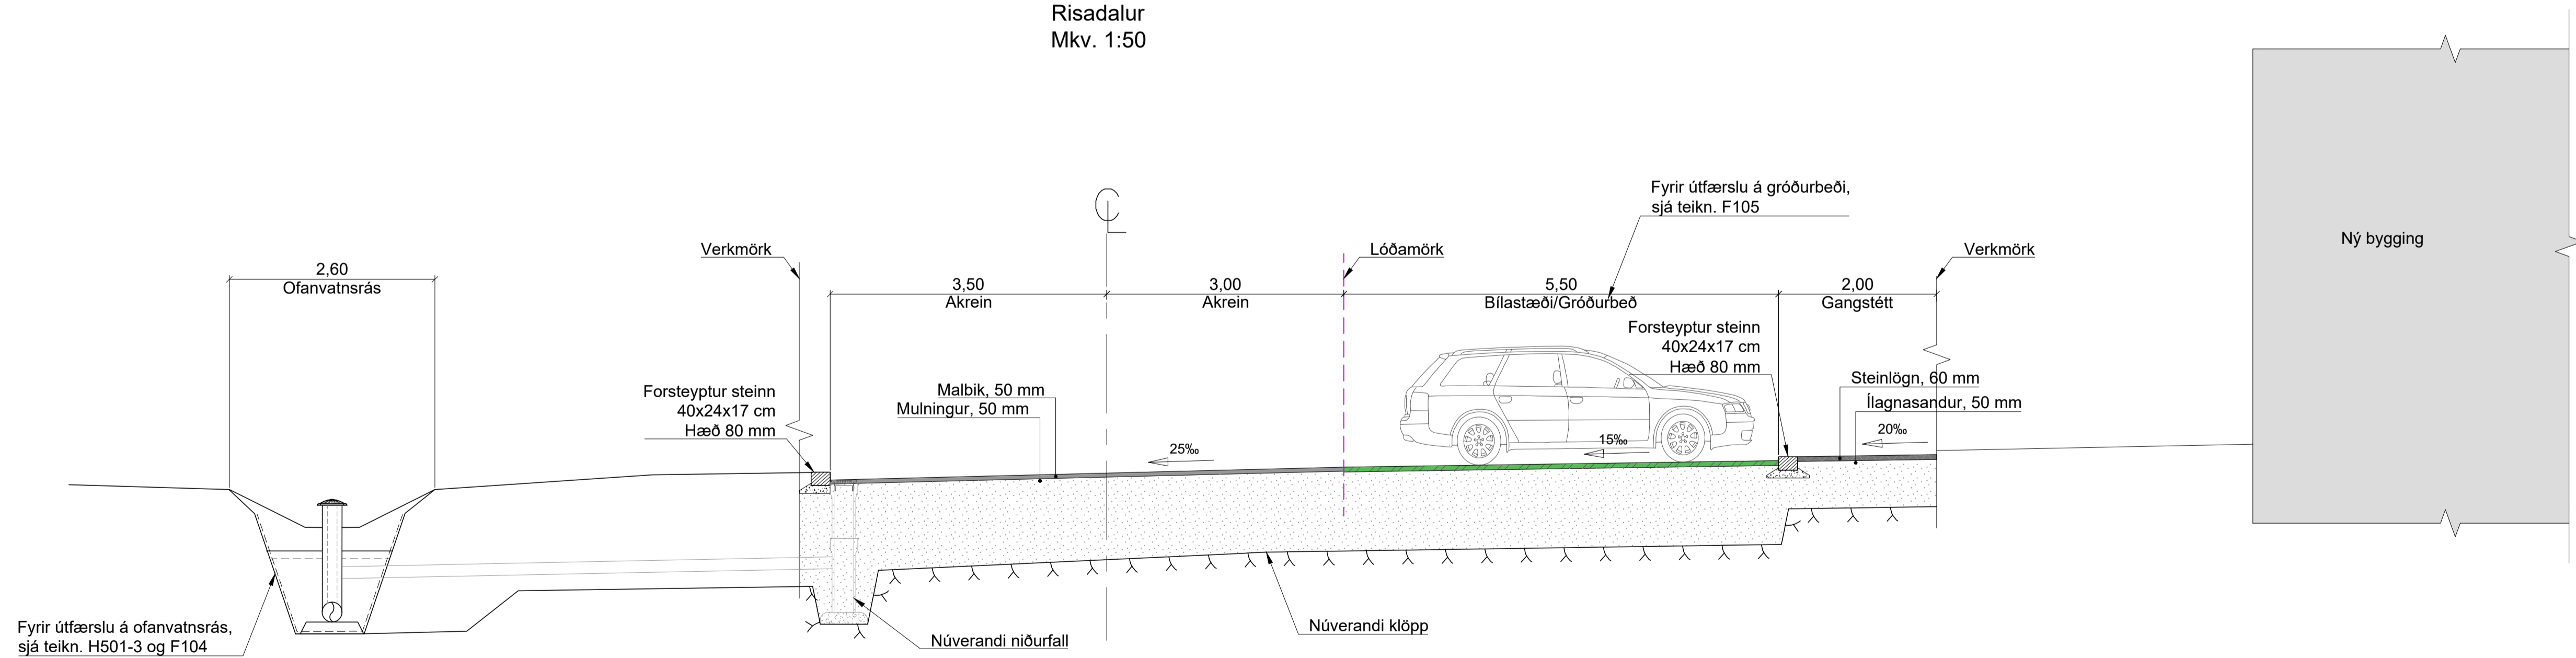 Risadalur
Mkv. 1:50
Fyrir útfærslu á gróðurbeði,
sjá teikn. F105
Verkmörk
Lóðamörk
Verkmörk
Ný bygging
2,60
Ofanvatnsrás
3,50
Akrein
3,00
Akrein
5,50
Bílastæði/Gróðurbeð
2,00
Gangstétt
Forsteyptur steinn
40x24x17 cm
Hæð 80 mm
Forsteyptur steinn
40x24x17 cm
Hæð 80 mm
Malbik, 50 mm
Mulningur, 50 mm
Steinlögn, 60 mm
Ílagnasandur, 50 mm
25‰
15‰
20‰
Fyrir útfærslu á ofanvatnsrás,
sjá teikn. H501-3 og F104
Núverandi niðurfall
Núverandi klöpp